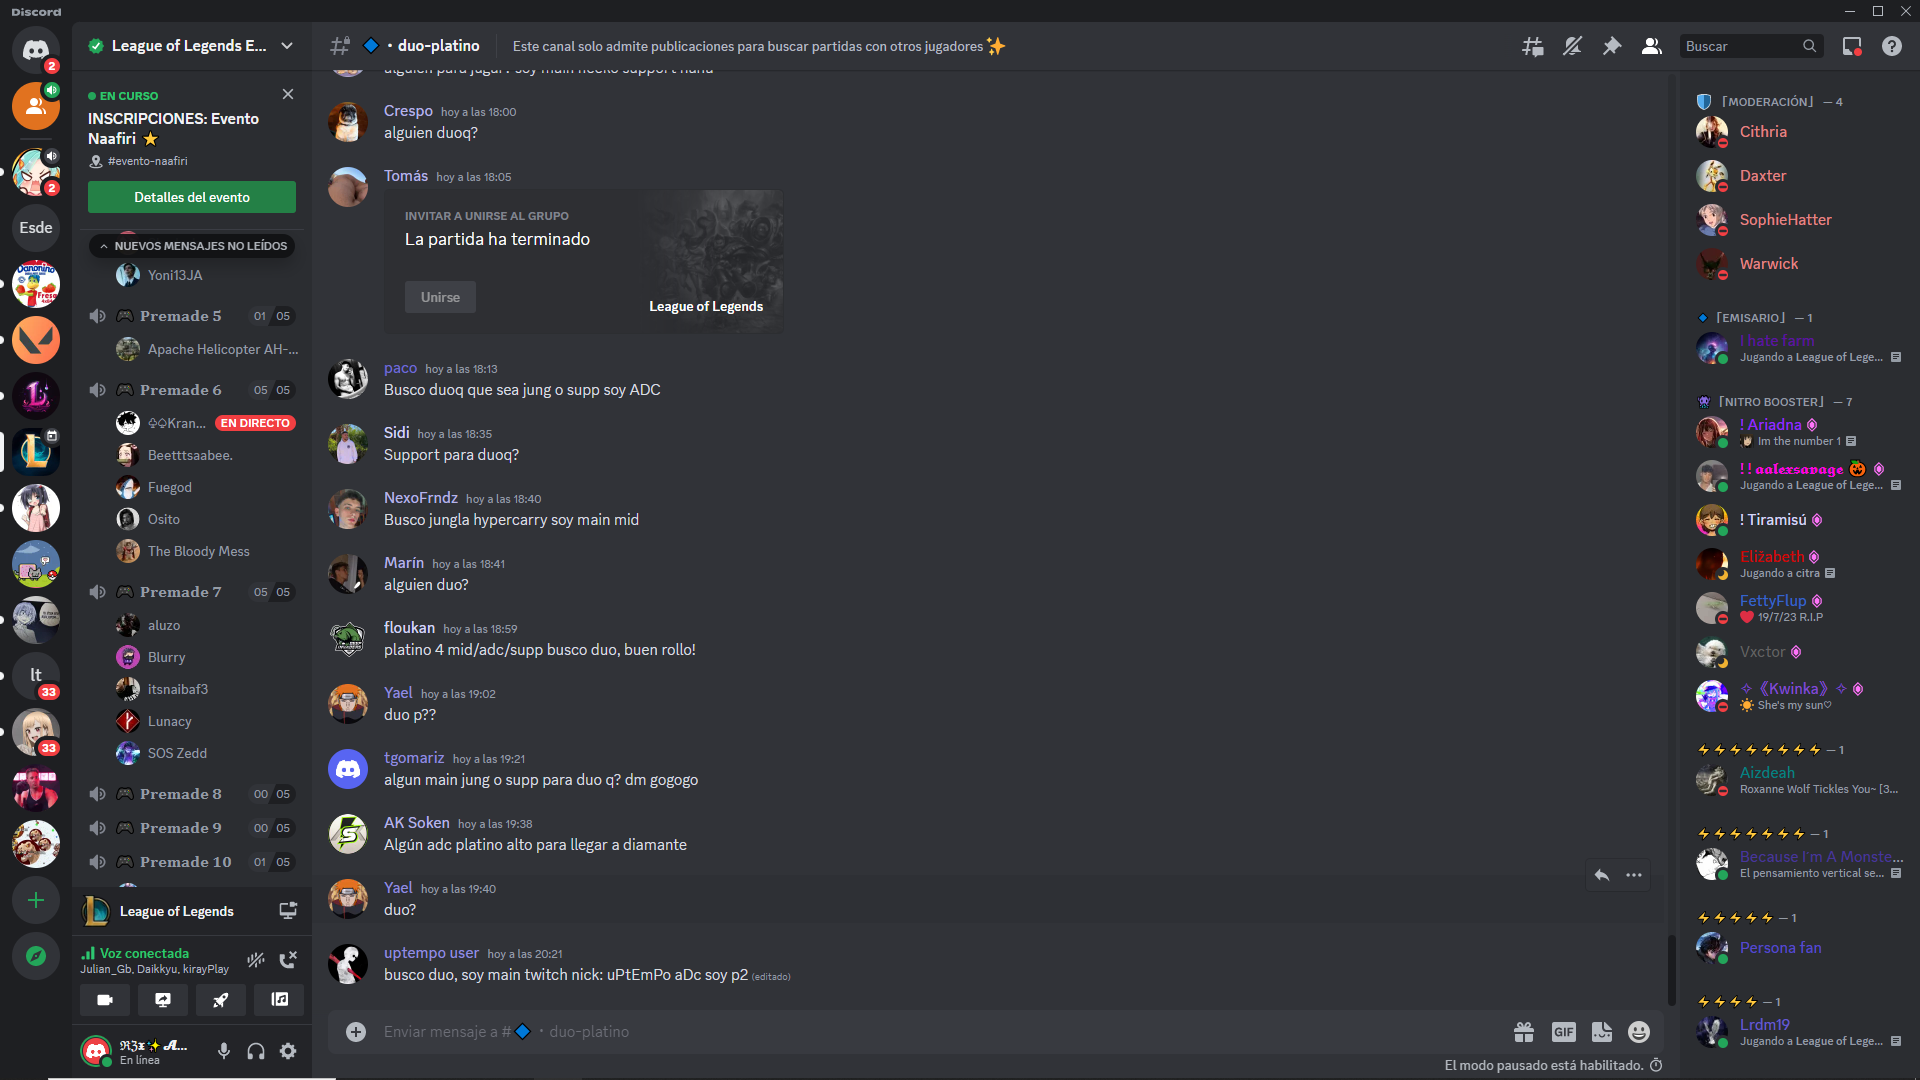 Discord
2
2
Esde
lt
33
33
League of Legends E...
EN CURSO
INSCRIPCIONES: Evento
Naafiri ⭐
#evento-naafiri
Detalles del evento
NUEVOS MENSAJES NO LEÍDOS
Yoni13JA
Premade 5 01 05
Apache Helicopter AH-...
Premade 6 05 05
♤♤Kran... EN DIRECTO
Beetttsaabee.
Fuegod
Osito
The Bloody Mess
Premade 7 05 05
aluzo
Blurry
itsnaibaf3
Lunacy
SOS Zedd
Premade 8 00 05
Premade 9 00 05
Premade 10 01 05
League of Legends
Voz conectada
Julian_Gb, Daikkyu, kirayPlay
En línea
🔷・duo-platino
Este canal solo admite publicaciones para buscar partidas con otros jugadores ✨
Buscar
alguien para jugar? soy main neeko support haha
Crespo hoy a las 18:00
alguien duoq?
Tomás hoy a las 18:05
INVITAR A UNIRSE AL GRUPO
La partida ha terminado
Unirse
League of Legends
paco hoy a las 18:13
Busco duoq que sea jung o supp soy ADC
Sidi hoy a las 18:35
Support para duoq?
NexoFrndz hoy a las 18:40
Busco jungla hypercarry soy main mid
Marín hoy a las 18:41
alguien duo?
floukan hoy a las 18:59
platino 4 mid/adc/supp busco duo, buen rollo!
Yael hoy a las 19:02
duo p??
tgomariz hoy a las 19:21
algun main jung o supp para duo q? dm gogogo
AK Soken hoy a las 19:38
Algún adc platino alto para llegar a diamante
Yael hoy a las 19:40
duo?
uptempo user hoy a las 20:21
busco duo, soy main twitch nick: uPtEmPo aDc soy p2 (editado)
Enviar mensaje a #🔷・duo-platino
GIF
El modo pausado está habilitado.
「MODERACIÓN」 — 4
Cithria
Daxter
SophieHatter
Warwick
「EMISARIO」 — 1
I hate farm
Jugando a League of Lege...
「NITRO BOOSTER」 — 7
! Ariadna
Im the number 1
!! 𝖆𝖆𝖑𝖊𝖝𝖘𝖆𝖛𝖆𝖌𝖊 🎃
Jugando a League of Lege...
! Tiramisú
Eližabeth
Jugando a citra
FettyFlup
❤️ 19/7/23 R.I.P
Vxctor
✧《Kwinka》✧
☀️ She's my sun♡
⚡⚡⚡⚡⚡⚡⚡⚡ — 1
Aizdeah
Roxanne Wolf Tickles You~ [3...
⚡⚡⚡⚡⚡⚡⚡ — 1
Because I'm A Monste...
El pensamiento vertical se...
⚡⚡⚡⚡⚡ — 1
Persona fan
⚡⚡⚡⚡ — 1
Lrdm19
Jugando a League of Lege...